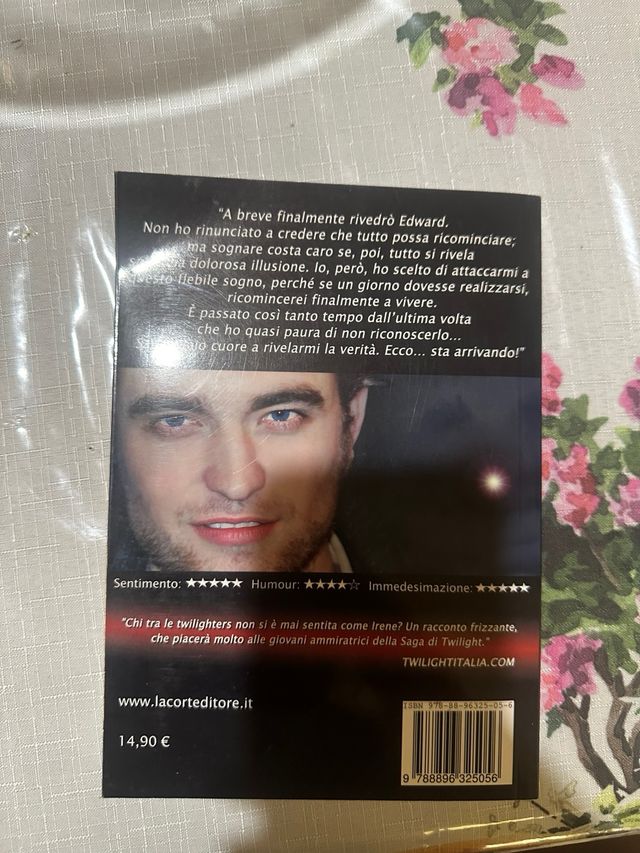 "A breve finalmente rivedrò Edward.
Non ho rinunciato a credere che tutto possa ricominciare;
ma sognare costa caro se, poi, tutto si rivela
dolorosa illusione. Io, però, ho scelto di attaccarmi a
questo flebile sogno, perché se un giorno dovesse realizzarsi,
ricomincerei finalmente a vivere.
È passato così tanto tempo dall'ultima volta
che ho quasi paura di non riconoscerlo...
cuore a rivelarmi la verità. Ecco... sta arrivando!"
Sentimento: ★★★★★ Humour: ★★★★☆ Immedesimazione: ★★★★★
"Chi tra le twilighters non si è mai sentita come Irene? Un racconto frizzante,
che piacerà molto alle giovani ammiratrici della Saga di Twilight."
TWILIGHTITALIA.COM
www.lacorteditore.it
ISBN 978-88-96325-05-6
14,90 €
9 788896 325056